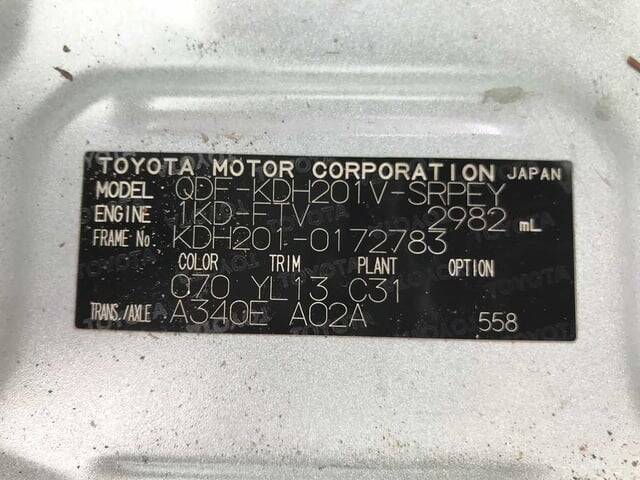 TOYOTA MOTOR CORPORATION JAPAN
MODEL QDF-KDH201V-SRPEY
ENGINE 1KD-FTV 2982 mL
FRAME No KDH201-0172783
COLOR TRIM PLANT OPTION
070 YL13 C31
TRANS./AXLE A340E A02A 558